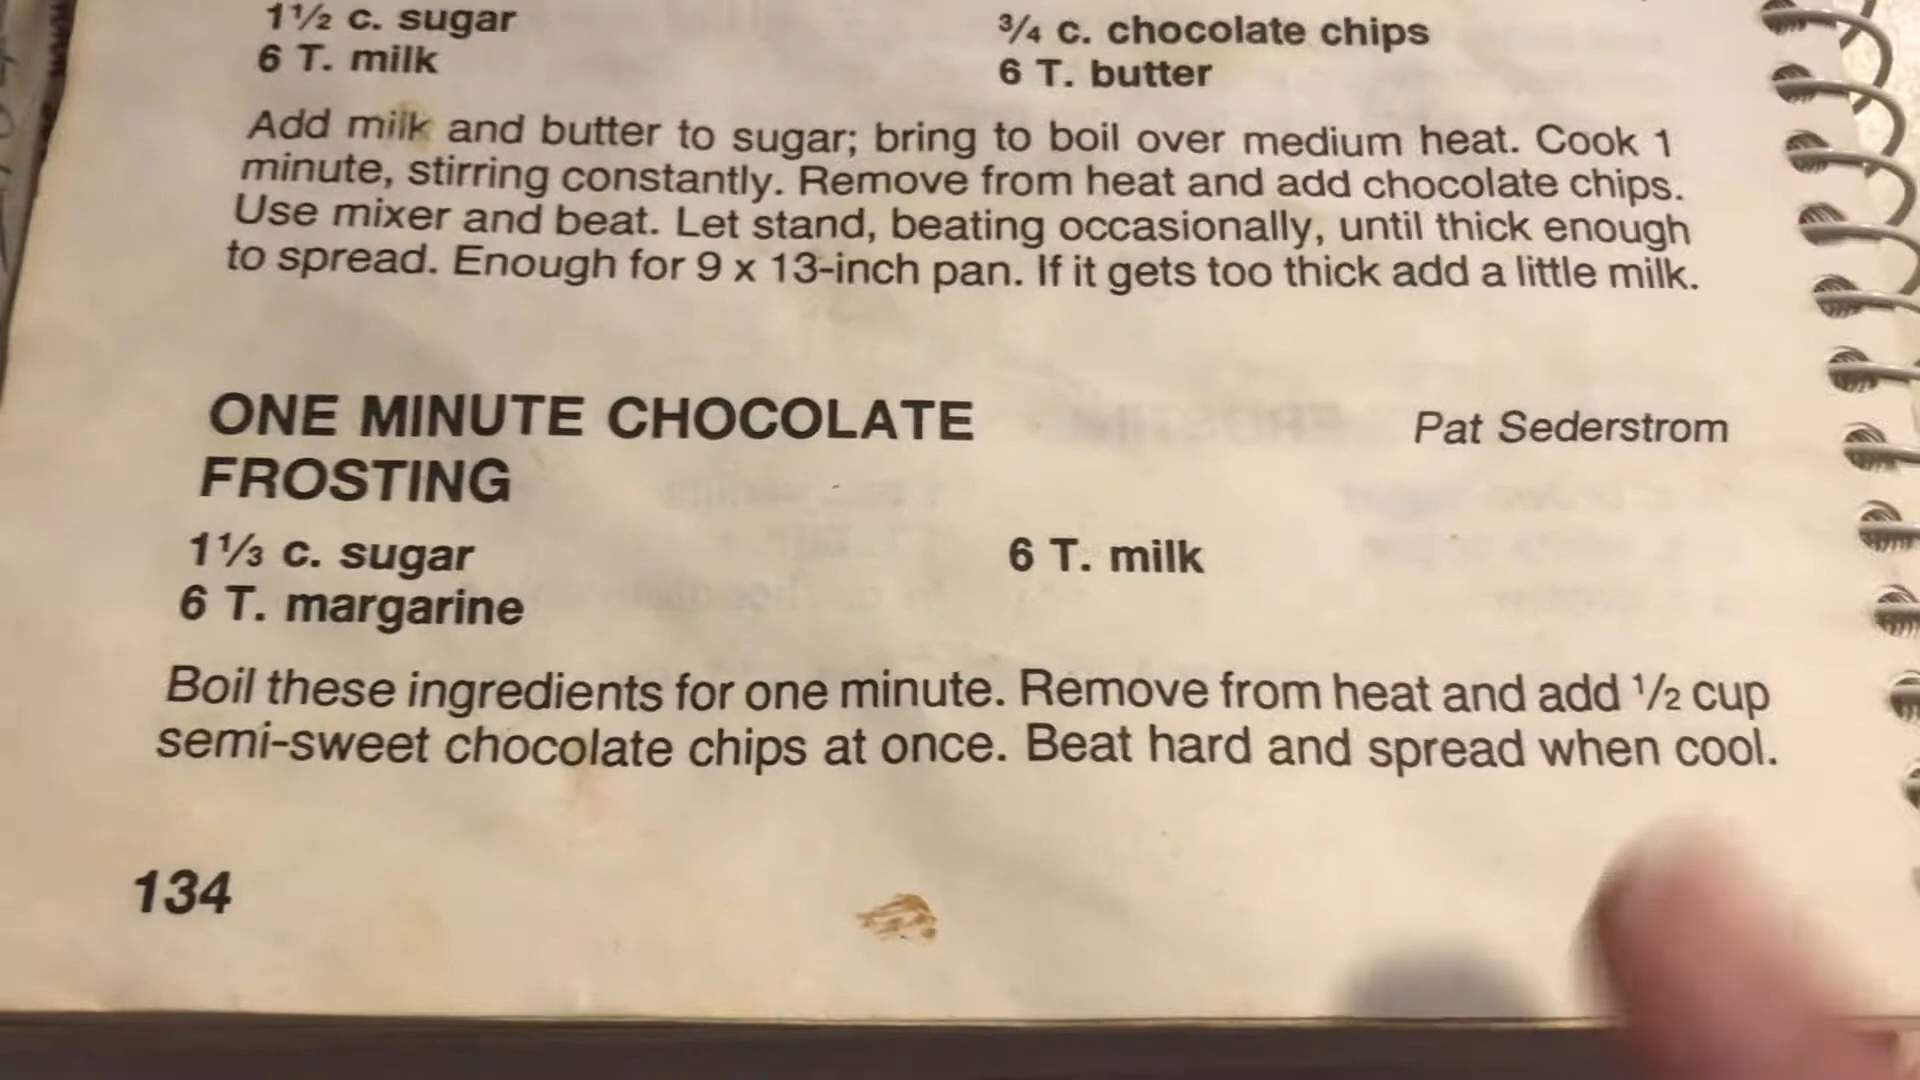 1½ c. sugar
¾ c. chocolate chips
6 T. milk
6 T. butter
Add milk and butter to sugar; bring to boil over medium heat. Cook 1
minute, stirring constantly. Remove from heat and add chocolate chips.
Use mixer and beat. Let stand, beating occasionally, until thick enough
to spread. Enough for 9 x 13-inch pan. If it gets too thick add a little milk.
ONE MINUTE CHOCOLATE
FROSTING
Pat Sederstrom
1⅓ c. sugar
6 T. milk
6 T. margarine
Boil these ingredients for one minute. Remove from heat and add ½ cup
semi-sweet chocolate chips at once. Beat hard and spread when cool.
134